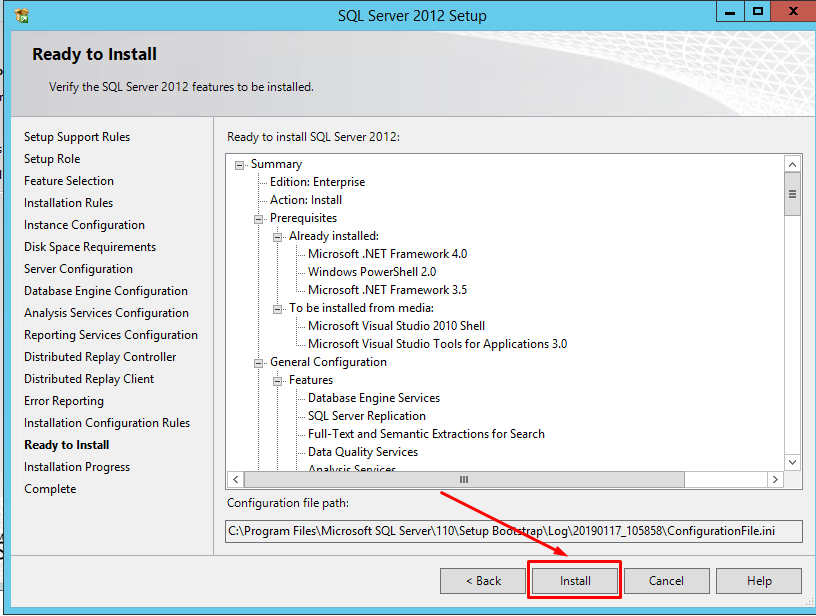 SQL Server 2012 Setup
Ready to Install
Verify the SQL Server 2012 features to be installed.
Setup Support Rules
Setup Role
Feature Selection
Installation Rules
Instance Configuration
Disk Space Requirements
Server Configuration
Database Engine Configuration
Analysis Services Configuration
Reporting Services Configuration
Distributed Replay Controller
Distributed Replay Client
Error Reporting
Installation Configuration Rules
Ready to Install
Installation Progress
Complete
Ready to install SQL Server 2012:
Summary
Edition: Enterprise
Action: Install
Prerequisites
Already installed:
Microsoft .NET Framework 4.0
Windows PowerShell 2.0
Microsoft .NET Framework 3.5
To be installed from media:
Microsoft Visual Studio 2010 Shell
Microsoft Visual Studio Tools for Applications 3.0
General Configuration
Features
Database Engine Services
SQL Server Replication
Full-Text and Semantic Extractions for Search
Data Quality Services
Analysis Services
Configuration file path:
C:\Program Files\Microsoft SQL Server\110\Setup Bootstrap\Log\20190117_105858\ConfigurationFile.ini
< Back
Install
Cancel
Help